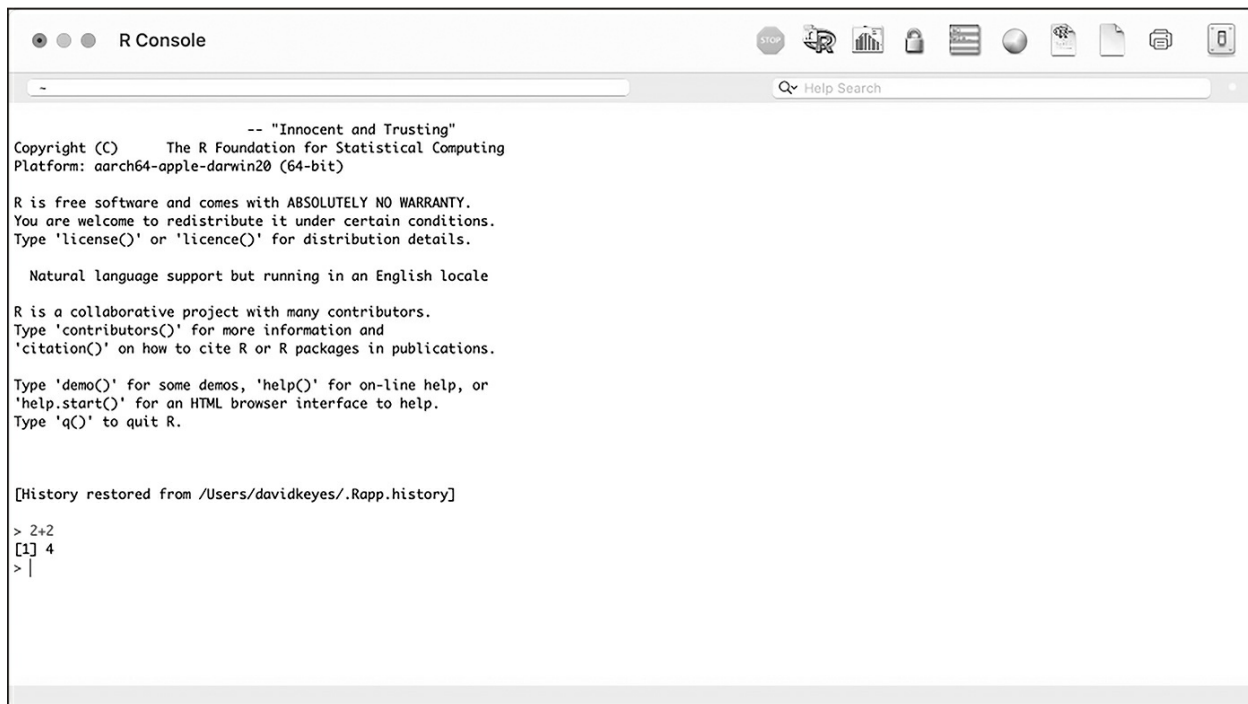 R Console
STOP
~
Help Search
-- "Innocent and Trusting"
Copyright (C) The R Foundation for Statistical Computing
Platform: aarch64-apple-darwin20 (64-bit)
R is free software and comes with ABSOLUTELY NO WARRANTY.
You are welcome to redistribute it under certain conditions.
Type 'license()' or 'licence()' for distribution details.
Natural language support but running in an English locale
R is a collaborative project with many contributors.
Type 'contributors()' for more information and
'citation()' on how to cite R or R packages in publications.
Type 'demo()' for some demos, 'help()' for on-line help, or
'help.start()' for an HTML browser interface to help.
Type 'q()' to quit R.
[History restored from /Users/davidkeyes/.Rapp.history]
> 2+2
[1] 4
>